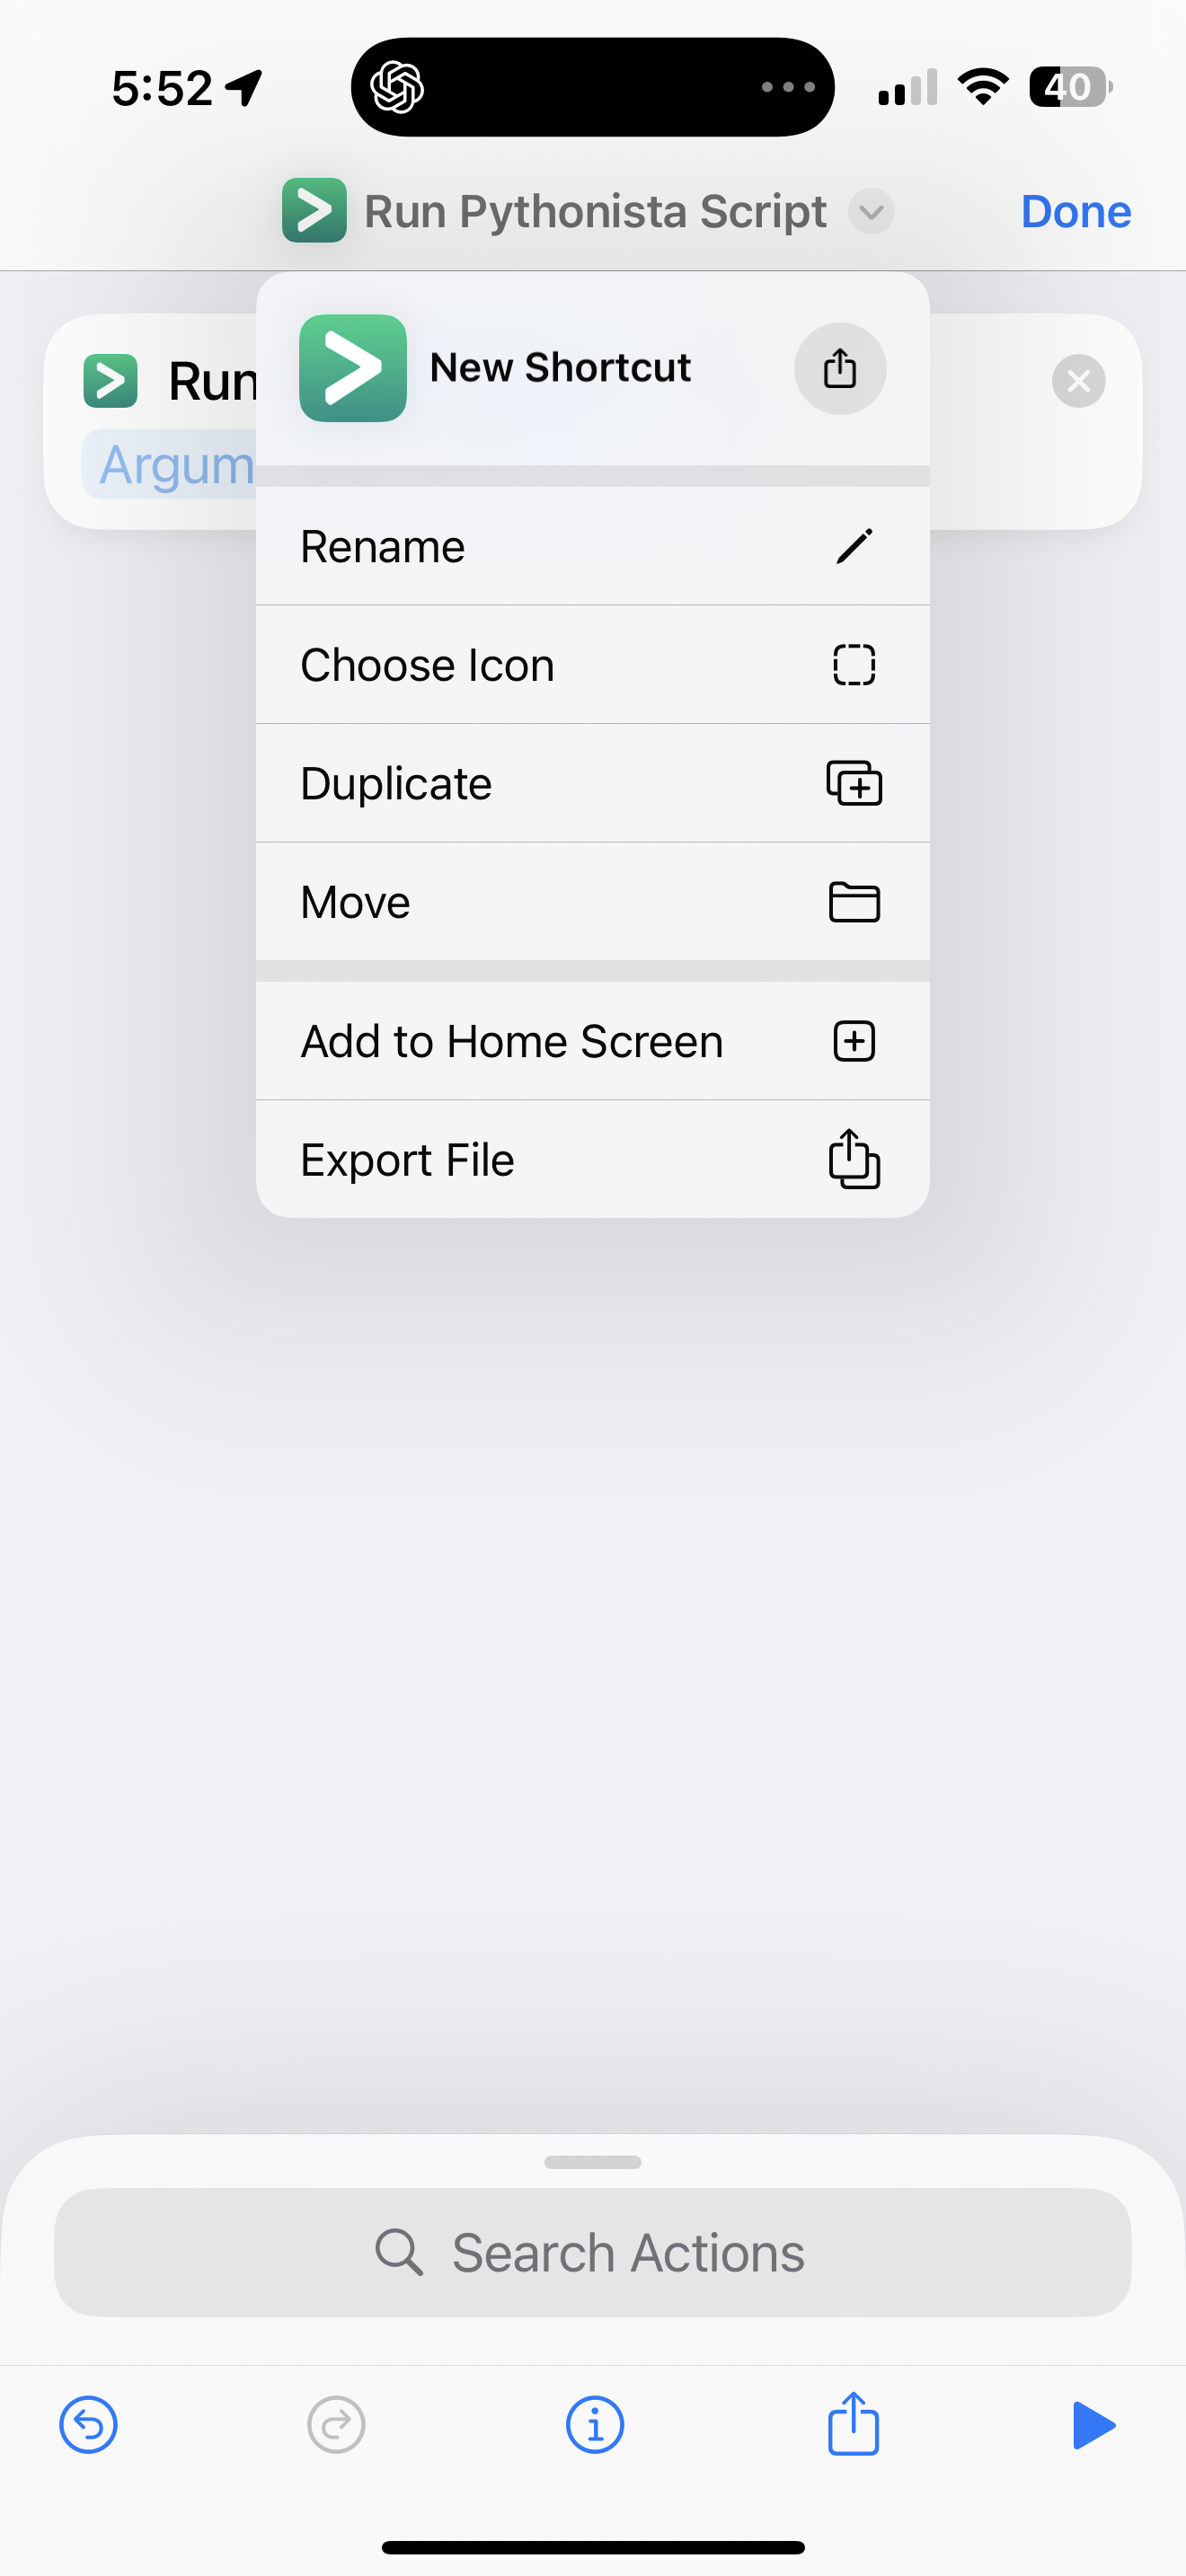 5:52
40
Run Pythonista Script
Done
New Shortcut
Run
Argum
Rename
Choose Icon
Duplicate
Move
Add to Home Screen
Export File
Search Actions